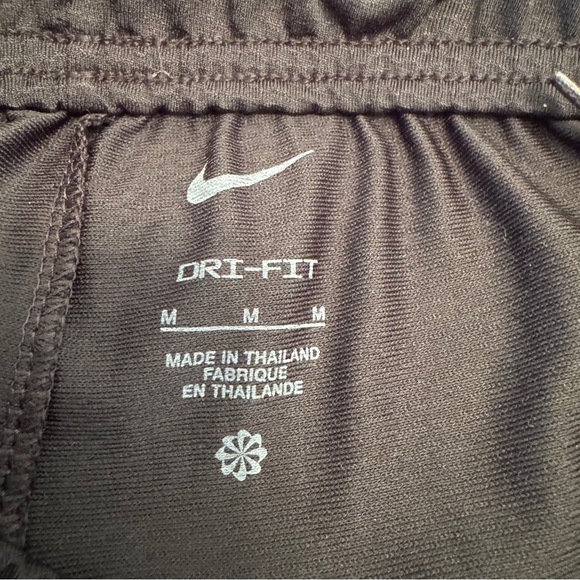 DRI-FIT
M M M
MADE IN THAILAND
FABRIQUE
EN THAILANDE